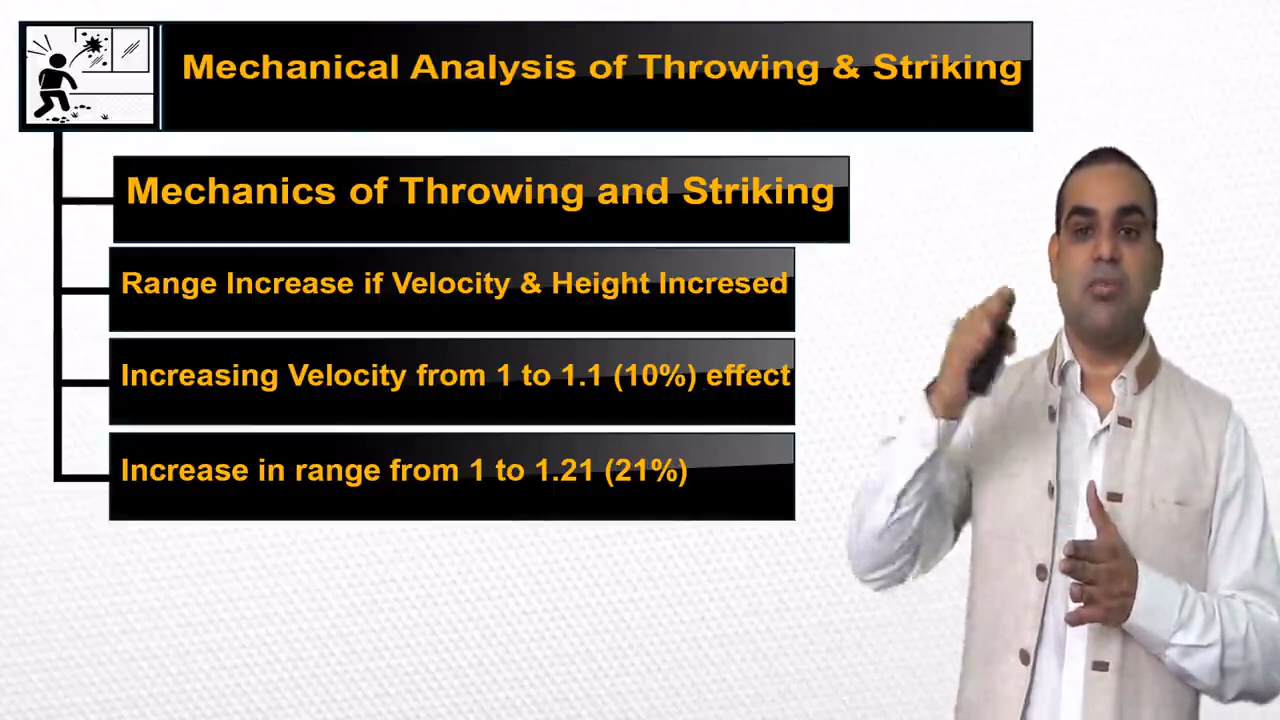 Mechanical Analysis of Throwing & Striking
Mechanics of Throwing and Striking
Range Increase if Velocity & Height Incresed
Increasing Velocity from 1 to 1.1 (10%) effect
Increase in range from 1 to 1.21 (21%)